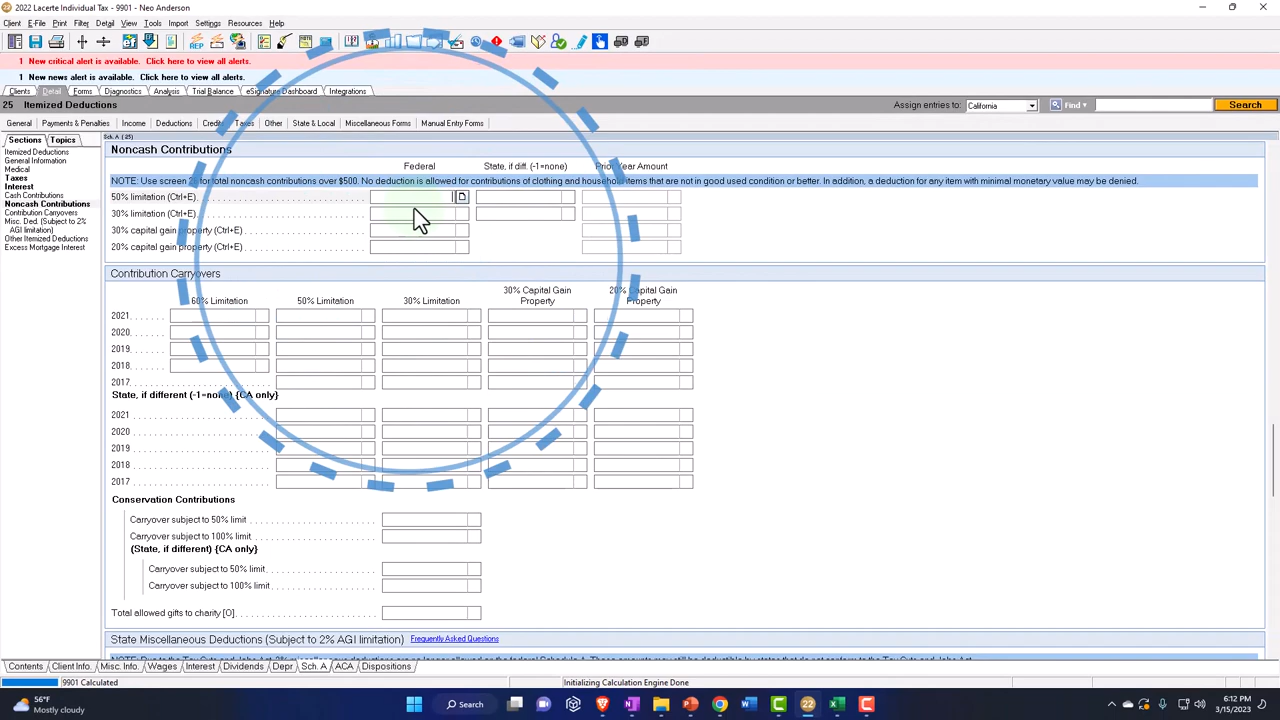 2022 Lacerte Individual Tax - 9901 - Neo Anderson
Client E-File Print Filter Detail View Tools Import Settings Resources Help
1 New critical alert is available. Click here to view all alerts.
1 New news alert is available. Click here to view all alerts.
Clients Detail Forms Diagnostics Analysis Trial Balance eSignature Dashboard Integrations
25 Itemized Deductions Assign entries to: California Find Search
General Payments & Penalties Income Deductions Credits Taxes Other State & Local Miscellaneous Forms Manual Entry Forms
Sections Topics
Itemized Deductions
General Information
Medical
Taxes
Interest
Cash Contributions
Noncash Contributions
Contribution Carryovers
Misc. Ded. (Subject to 2%
AGI limitation)
Other Itemized Deductions
Excess Mortgage Interest
Sch. A (25)
Noncash Contributions
Federal State, if diff. (-1=none) Prior Year Amount
NOTE: Use screen for total noncash contributions over $500. No deduction is allowed for contributions of clothing and household items that are not in good used condition or better. In addition, a deduction for any item with minimal monetary value may be denied.
50% limitation (Ctrl+E)
30% limitation (Ctrl+E)
30% capital gain property (Ctrl+E)
20% capital gain property (Ctrl+E)
Contribution Carryovers
60% Limitation 50% Limitation 30% Limitation 30% Capital Gain Property 20% Capital Gain Property
2021
2020
2019
2018
2017
State, if different (-1=none) {CA only}
2021
2020
2019
2018
2017
Conservation Contributions
Carryover subject to 50% limit
Carryover subject to 100% limit
(State, if different) {CA only}
Carryover subject to 50% limit
Carryover subject to 100% limit
Total allowed gifts to charity [O]
State Miscellaneous Deductions (Subject to 2% AGI limitation) Frequently Asked Questions
Contents Client Info. Misc. Info. Wages Interest Dividends Depr Sch. A ACA Dispositions
9901 Calculated Initializing Calculation Engine Done
56°F
Mostly cloudy
Search
6:12 PM
3/15/2023